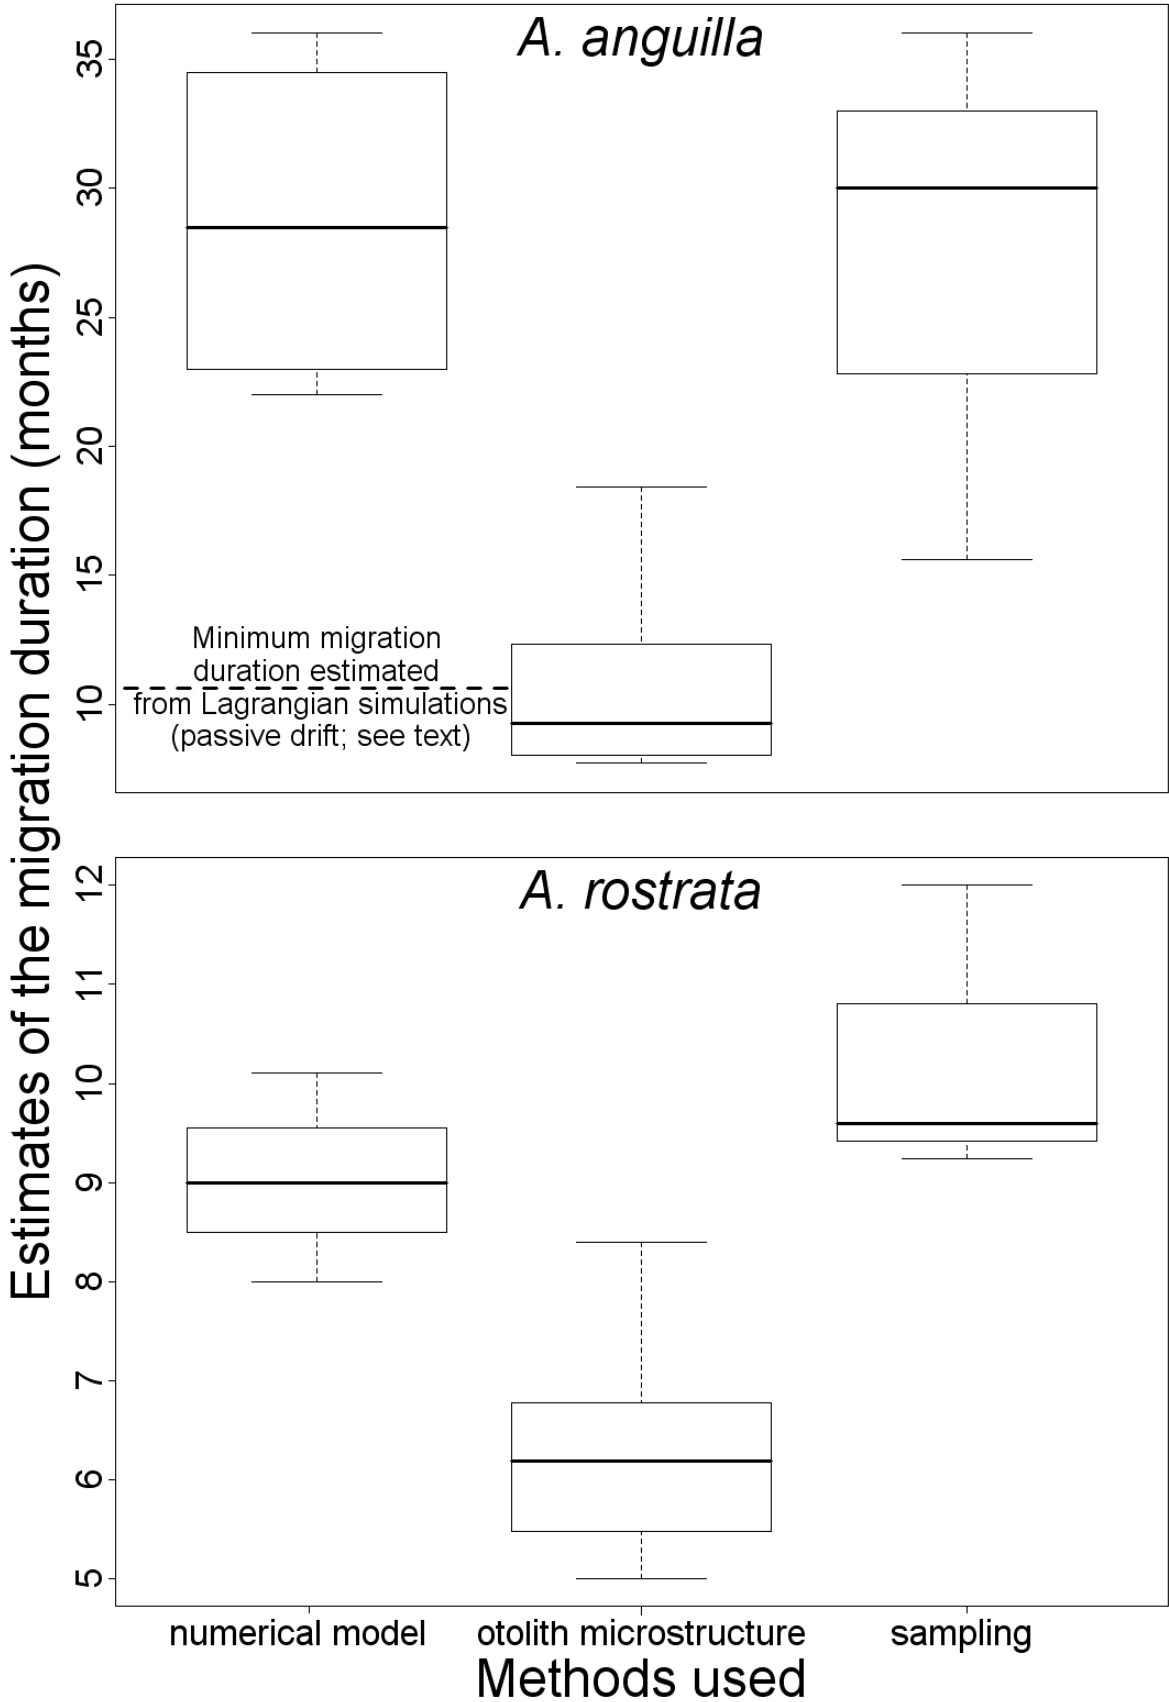 Estimates of the migration duration (months)
A. anguilla
35
30
25
20
15
10
Minimum migration
duration estimated
from Lagrangian simulations
(passive drift; see text)
A. rostrata
12
11
10
9
8
7
6
5
numerical model otolith microstructure sampling
Methods used